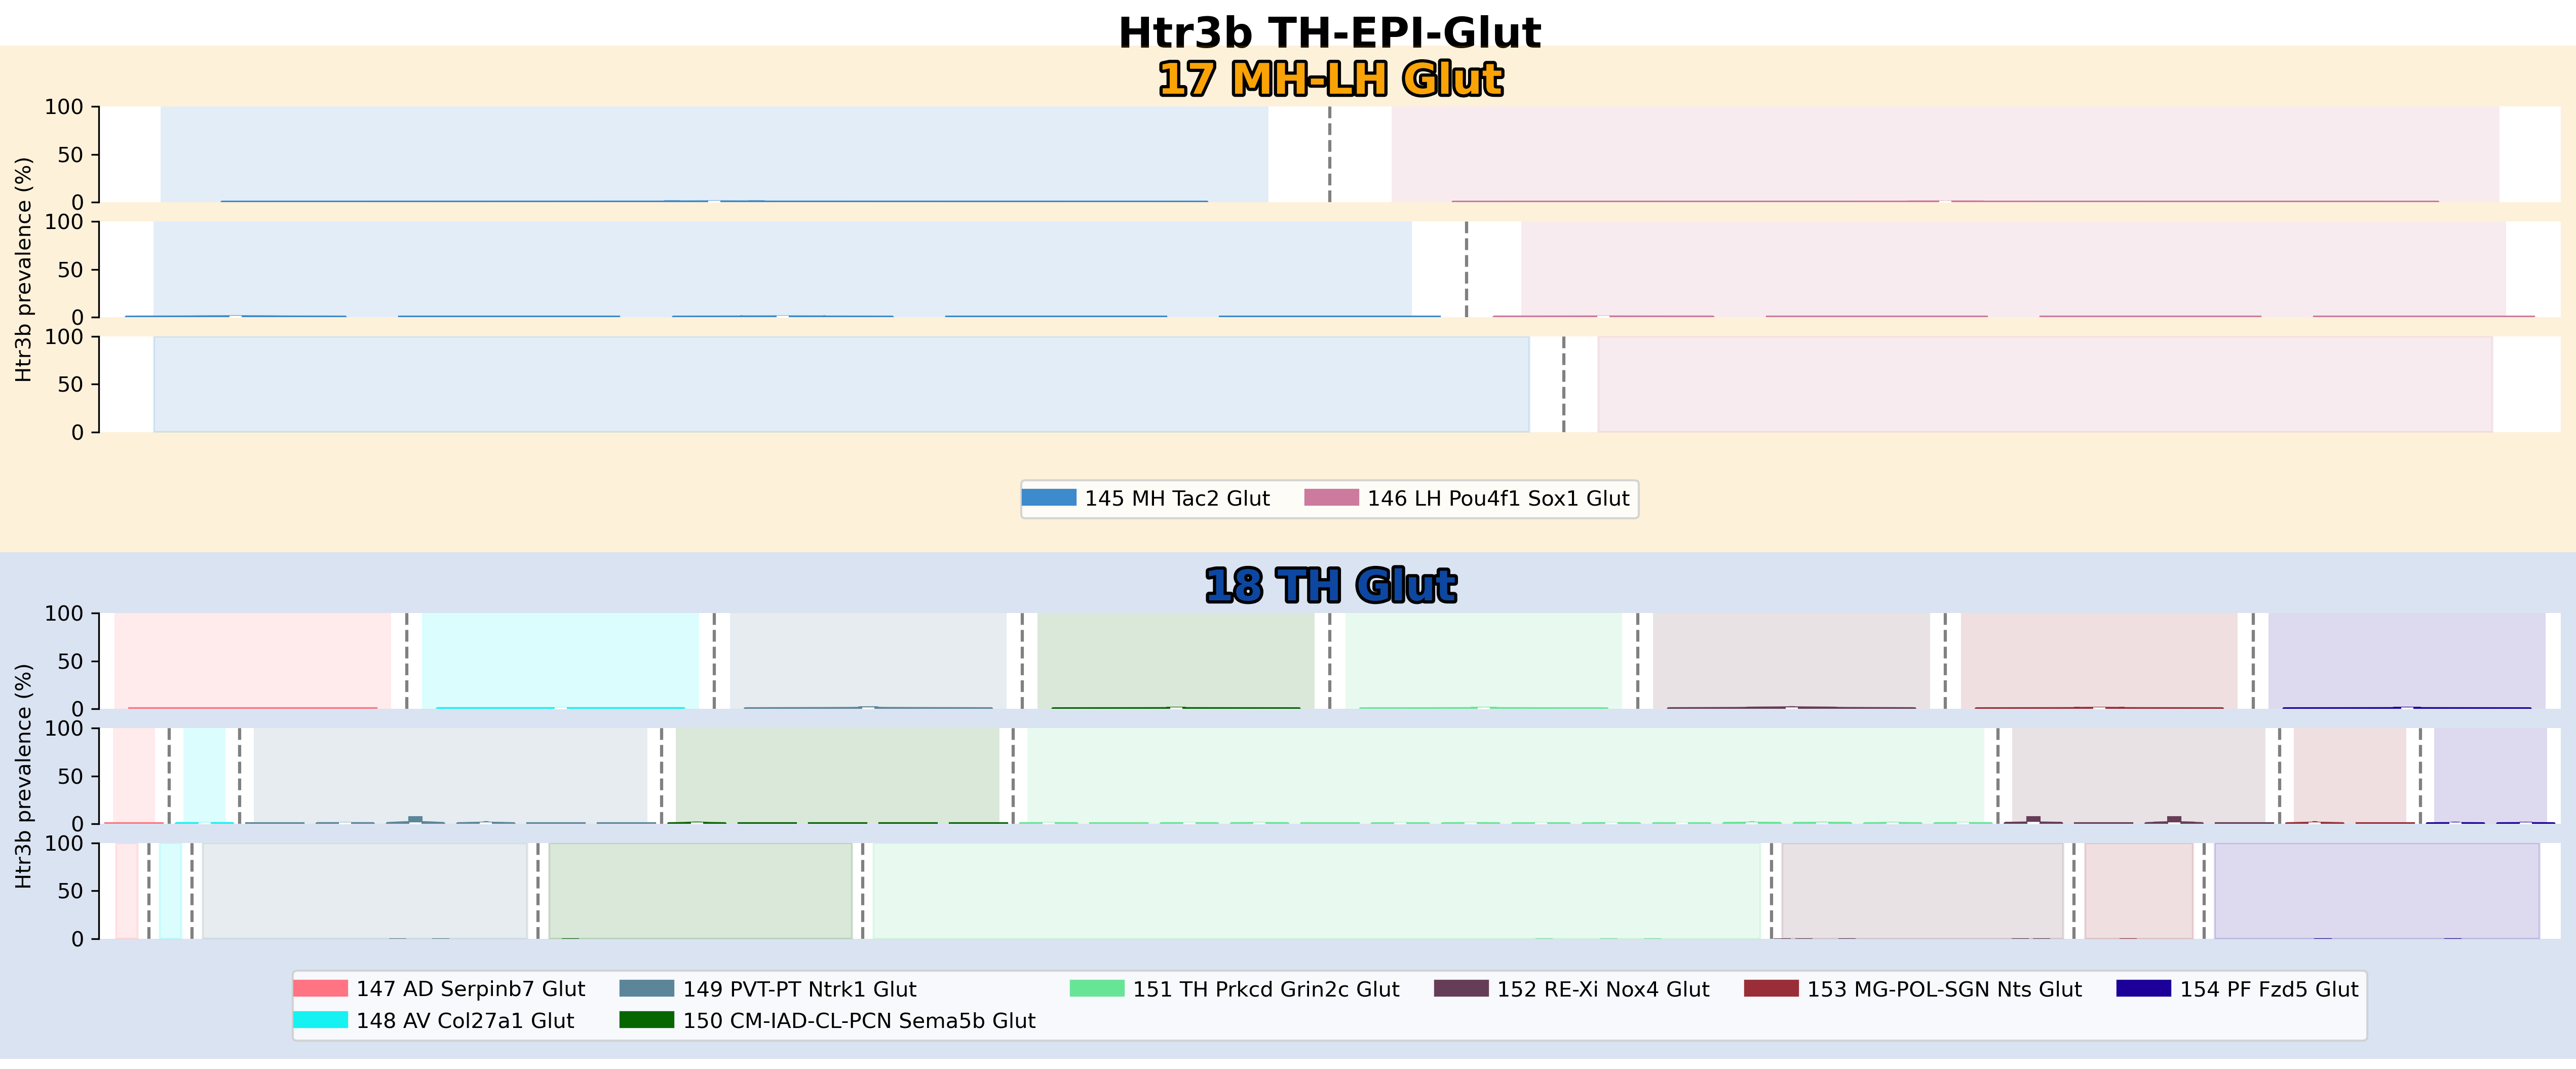 Htr3b TH-EPI-Glut
17 MH-LH Glut
Htr3b prevalence (%)
100
50
0
100
50
0
100
50
0
145 MH Tac2 Glut
146 LH Pou4f1 Sox1 Glut
18 TH Glut
Htr3b prevalence (%)
100
50
0
100
50
0
100
50
0
147 AD Serpinb7 Glut
149 PVT-PT Ntrk1 Glut
151 TH Prkcd Grin2c Glut
152 RE-Xi Nox4 Glut
153 MG-POL-SGN Nts Glut
154 PF Fzd5 Glut
148 AV Col27a1 Glut
150 CM-IAD-CL-PCN Sema5b Glut